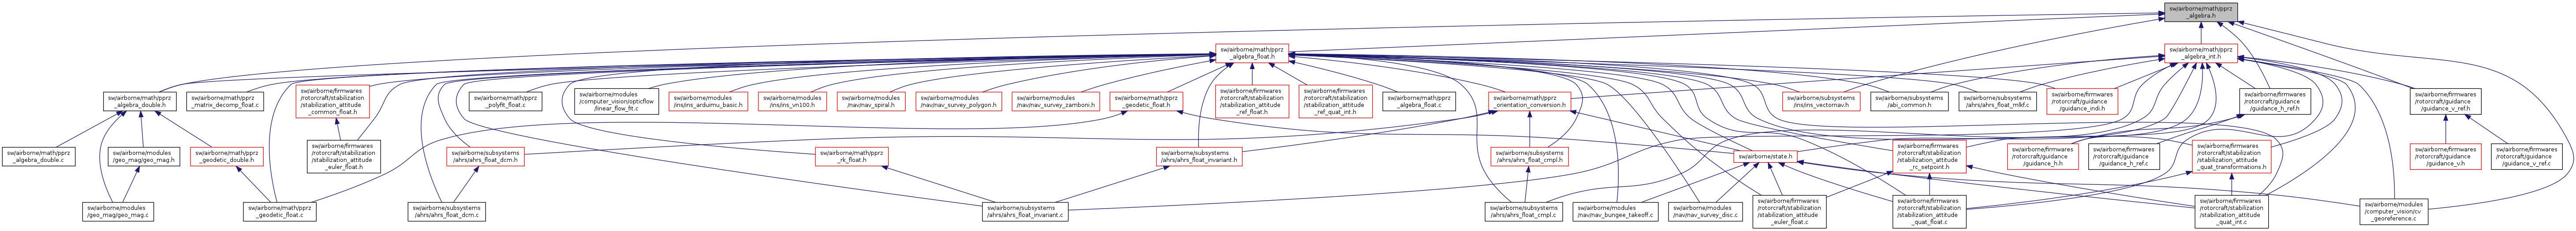 sw/airborne/math/pprz
_algebra.h
sw/airborne/math/pprz
_algebra_float.h
sw/airborne/math/pprz
_algebra_int.h
sw/airborne/math/pprz
_algebra_double.h
sw/airborne/math/pprz
_matrix_decomp_float.c
sw/airborne/firmwares
/rotorcraft/stabilization
/stabilization_attitude
_common_float.h
sw/airborne/math/pprz
_polyfit_float.c
sw/airborne/modules
/computer_vision/opticflow
/linear_flow_fit.c
sw/airborne/modules
/ins/ins_arduimu_basic.h
sw/airborne/modules
/ins/ins_vn100.h
sw/airborne/modules
/nav/nav_spiral.h
sw/airborne/modules
/nav/nav_survey_polygon.h
sw/airborne/modules
/nav/nav_survey_zamboni.h
sw/airborne/math/pprz
_geodetic_float.h
sw/airborne/firmwares
/rotorcraft/stabilization
/stabilization_attitude
_ref_float.h
sw/airborne/firmwares
/rotorcraft/stabilization
/stabilization_attitude
_ref_quat_int.h
sw/airborne/math/pprz
_algebra_float.c
sw/airborne/math/pprz
_orientation_conversion.h
sw/airborne/subsystems
/ins/ins_vectornav.h
sw/airborne/subsystems
/abi_common.h
sw/airborne/subsystems
/ahrs/ahrs_float_mlkf.c
sw/airborne/firmwares
/rotorcraft/guidance
/guidance_indi.h
sw/airborne/firmwares
/rotorcraft/guidance
/guidance_h_ref.h
sw/airborne/firmwares
/rotorcraft/guidance
/guidance_v_ref.h
sw/airborne/math/pprz
_algebra_double.c
sw/airborne/modules
/geo_mag/geo_mag.h
sw/airborne/math/pprz
_geodetic_double.h
sw/airborne/firmwares
/rotorcraft/stabilization
/stabilization_attitude
_euler_float.h
sw/airborne/subsystems
/ahrs/ahrs_float_dcm.h
sw/airborne/math/pprz
_rk_float.h
sw/airborne/subsystems
/ahrs/ahrs_float_invariant.h
sw/airborne/subsystems
/ahrs/ahrs_float_cmpl.h
sw/airborne/state.h
sw/airborne/firmwares
/rotorcraft/stabilization
/stabilization_attitude
_rc_setpoint.h
sw/airborne/firmwares
/rotorcraft/guidance
/guidance_h.h
sw/airborne/firmwares
/rotorcraft/guidance
/guidance_h_ref.c
sw/airborne/firmwares
/rotorcraft/stabilization
/stabilization_attitude
_quat_transformations.h
sw/airborne/firmwares
/rotorcraft/guidance
/guidance_v.h
sw/airborne/firmwares
/rotorcraft/guidance
/guidance_v_ref.c
sw/airborne/modules
/geo_mag/geo_mag.c
sw/airborne/math/pprz
_geodetic_float.c
sw/airborne/subsystems
/ahrs/ahrs_float_dcm.c
sw/airborne/subsystems
/ahrs/ahrs_float_invariant.c
sw/airborne/subsystems
/ahrs/ahrs_float_cmpl.c
sw/airborne/modules
/nav/nav_bungee_takeoff.c
sw/airborne/modules
/nav/nav_survey_disc.c
sw/airborne/firmwares
/rotorcraft/stabilization
/stabilization_attitude
_euler_float.c
sw/airborne/firmwares
/rotorcraft/stabilization
/stabilization_attitude
_quat_float.c
sw/airborne/firmwares
/rotorcraft/stabilization
/stabilization_attitude
_quat_int.c
sw/airborne/modules
/computer_vision/cv
_georeference.c